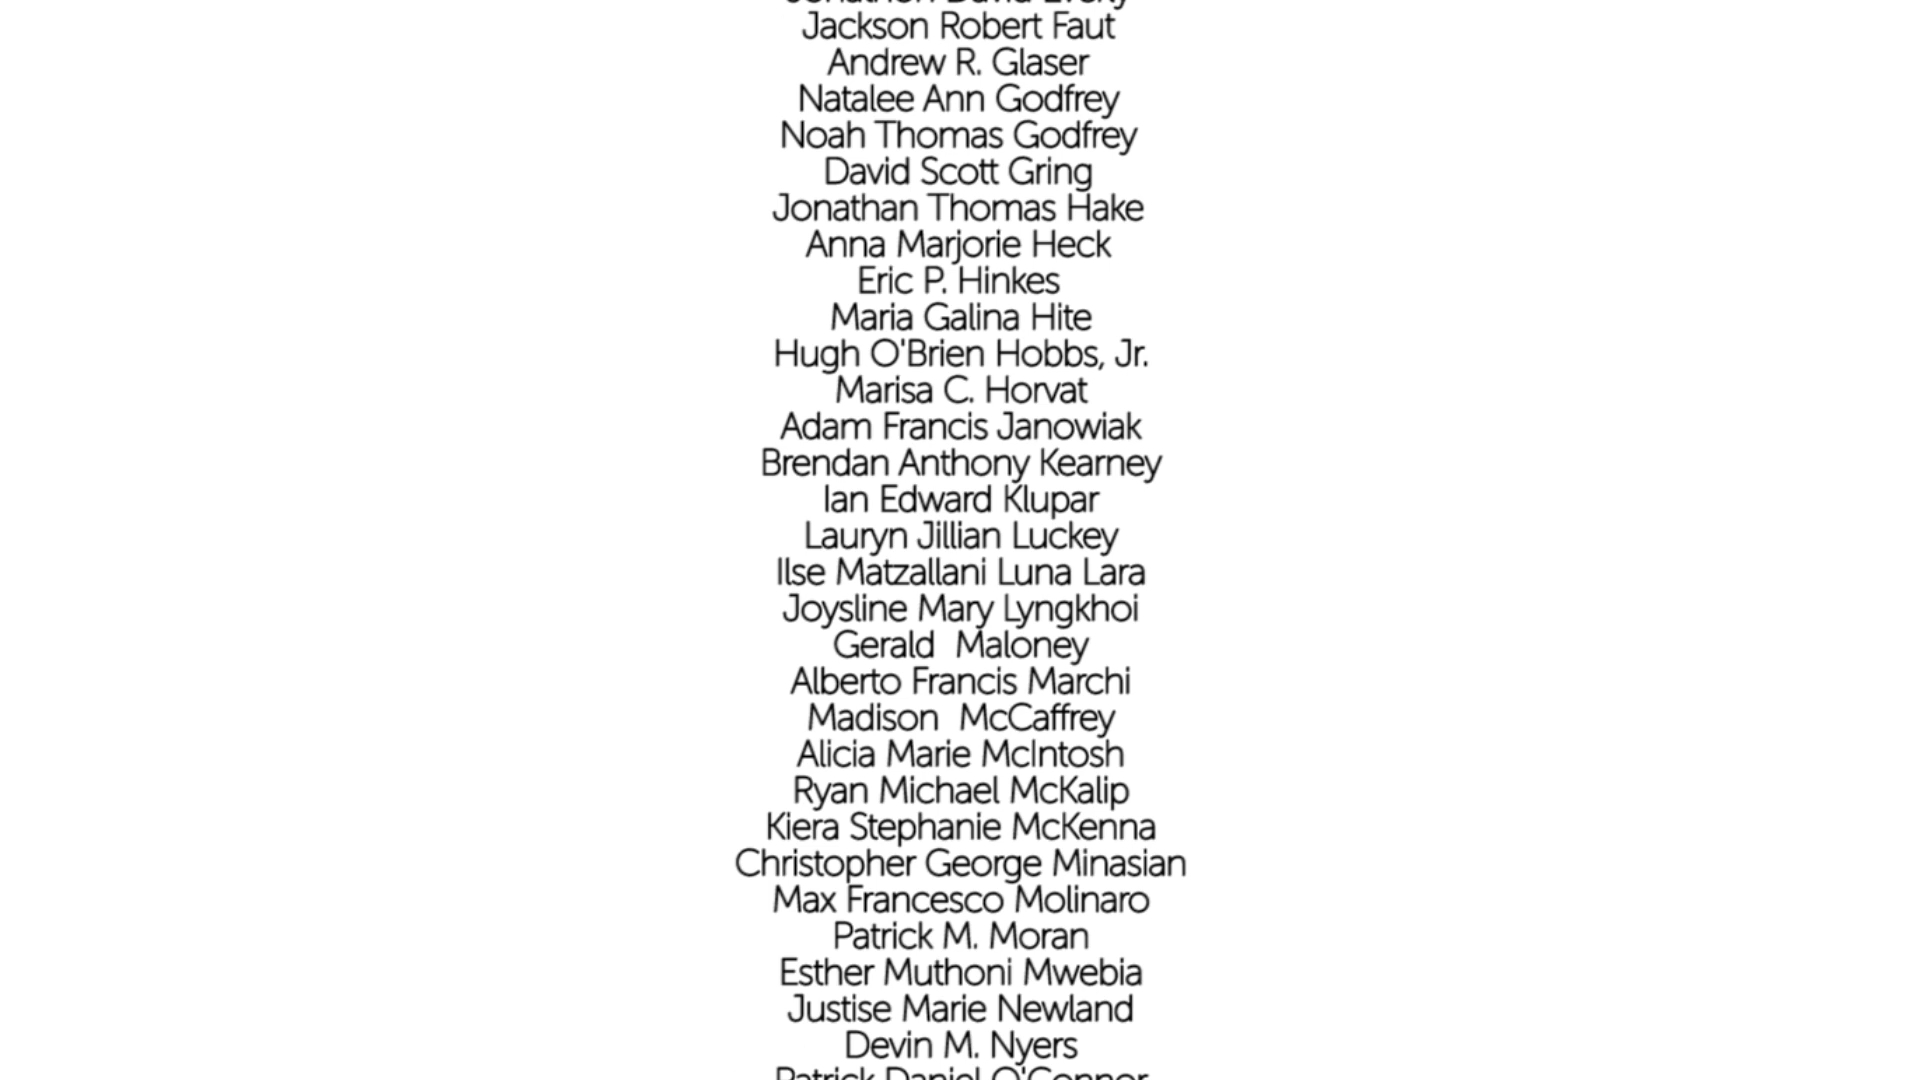 Jackson Robert Faut
Andrew R. Glaser
Natalee Ann Godfrey
Noah Thomas Godfrey
David Scott Gring
Jonathan Thomas Hake
Anna Marjorie Heck
Eric P. Hinkes
Maria Galina Hite
Hugh O'Brien Hobbs, Jr.
Marisa C. Horvat
Adam Francis Janowiak
Brendan Anthony Kearney
Ian Edward Klupar
Lauryn Jillian Luckey
Ilse Matzallani Luna Lara
Joysline Mary Lyngkhoi
Gerald  Maloney
Alberto Francis Marchi
Madison  McCaffrey
Alicia Marie McIntosh
Ryan Michael McKalip
Kiera Stephanie McKenna
Christopher George Minasian
Max Francesco Molinaro
Patrick M. Moran
Esther Muthoni Mwebia
Justise Marie Newland
Devin M. Nyers
Patrick Daniel O'Connor